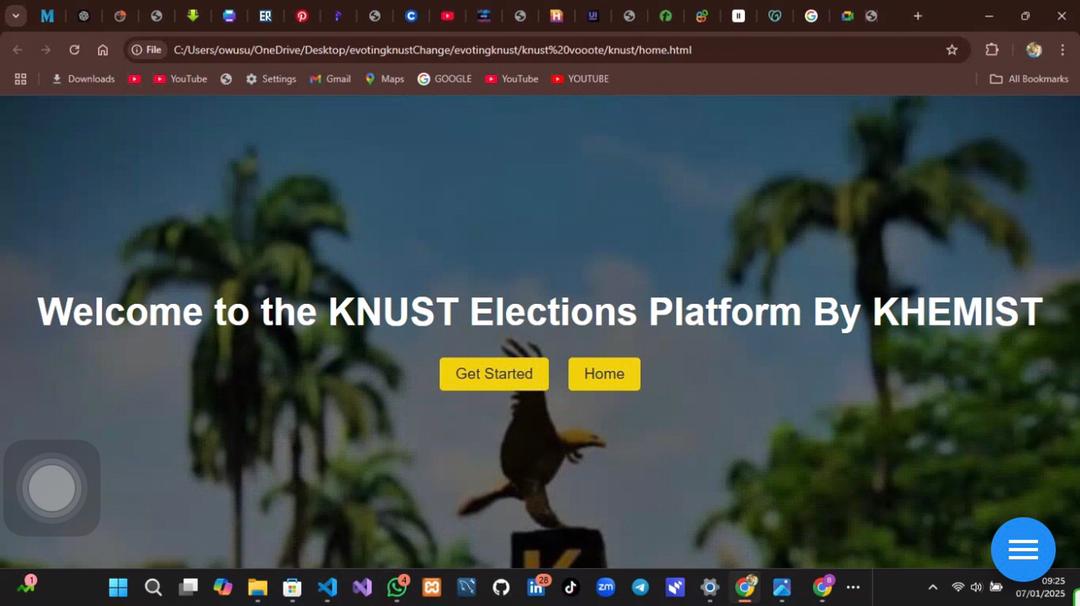 File C:/Users/owusu/OneDrive/Desktop/evotingknustChange/evotingknust/knust%20vooote/knust/home.html
Downloads YouTube Settings Gmail Maps GOOGLE YouTube YOUTUBE All Bookmarks
Welcome to the KNUST Elections Platform By KHEMIST
Get Started Home
K
1 4 28 8 09:25
07/01/2025